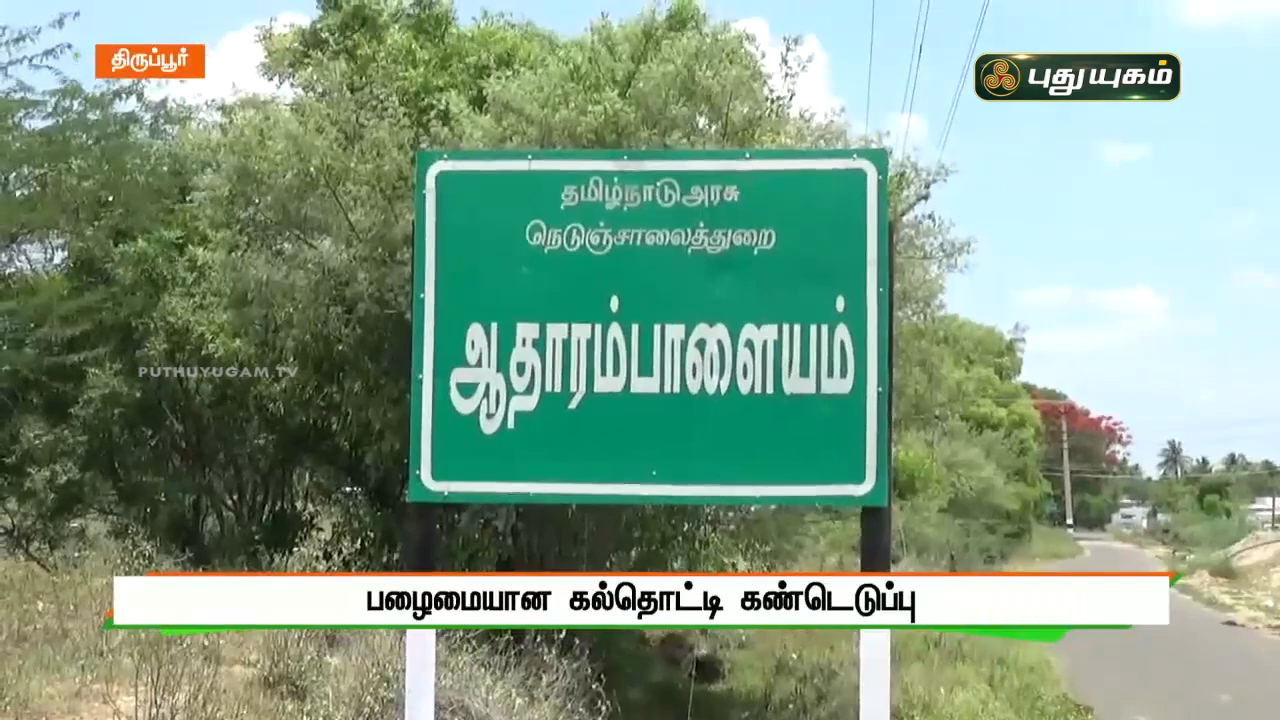 திருப்பூர்
புதுயுகம்
தமிழ்நாடுஅரசு
நெடுஞ்சாலைத்துறை
ஆதாரம்பாளையம்
PUTHUYUGAM.TV
பழைமையான கல்தொட்டி கண்டெடுப்பு